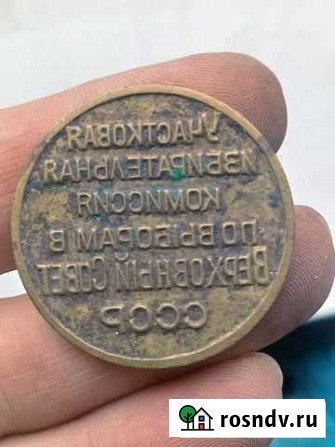 УЧАСТКОВАЯ
ИЗБИРАТЕЛЬНАЯ
КОМИССИЯ
ПО ВЫБОРАМ В
ВЕРХОВНЫЙ СОВЕТ
СССР
rosndv.ru